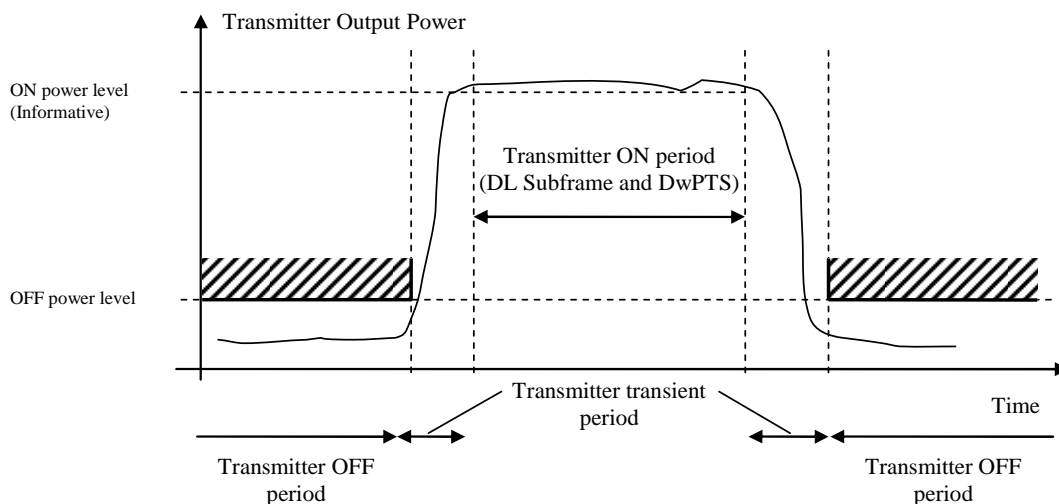 Transmitter Output Power
ON power level
(Informative)
Transmitter ON period
(DL Subframe and DwPTS)
OFF power level
Transmitter transient
period
Time
Transmitter OFF
period
Transmitter OFF
period